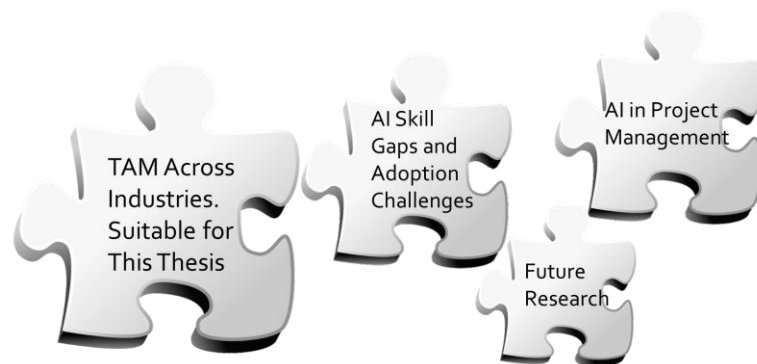 TAM Across
Industries.
Suitable for
This Thesis
AI Skill
Gaps and
Adoption
Challenges
AI in Project
Management
Future
Research